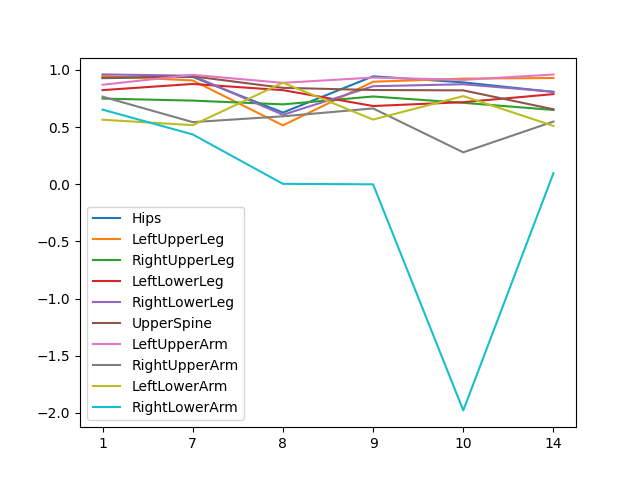 1.0
0.5
0.0
−0.5
−1.0
−1.5
−2.0
Hips
LeftUpperLeg
RightUpperLeg
LeftLowerLeg
RightLowerLeg
UpperSpine
LeftUpperArm
RightUpperArm
LeftLowerArm
RightLowerArm
1 7 8 9 10 14